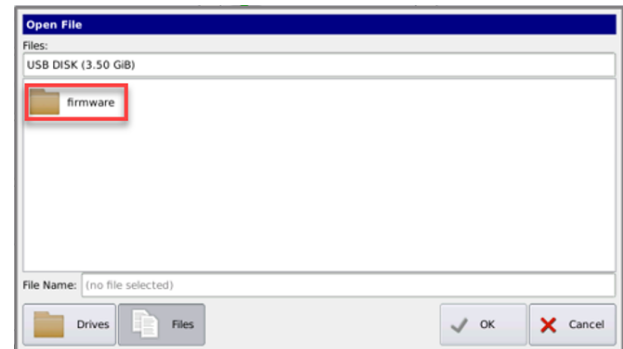 Open File
Files:
USB DISK (3.50 GiB)
firmware
File Name: (no file selected)
Drives Files OK Cancel